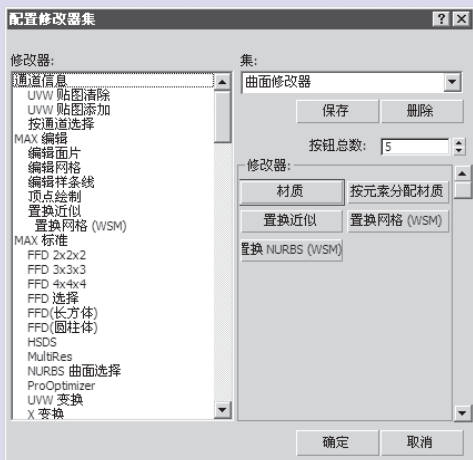 配置修改器集
修改器:
通道信息
UVW 贴图清除
UVW 贴图添加
按通道选择
MAX 编辑
编辑面片
编辑网格
编辑样条线
顶点绘制
置换近似
置换网格 (WSM)
MAX 标准
FFD 2x2x2
FFD 3x3x3
FFD 4x4x4
FFD 选择
FFD(长方体)
FFD(圆柱体)
HSDS
MultiRes
NURBS 曲面选择
ProOptimizer
UVW 变换
X 变换
集:
曲面修改器
保存 删除
按钮总数: 5
修改器:
材质 按元素分配材质
置换近似 置换网格 (WSM)
置换 NURBS (WSM)
确定 取消